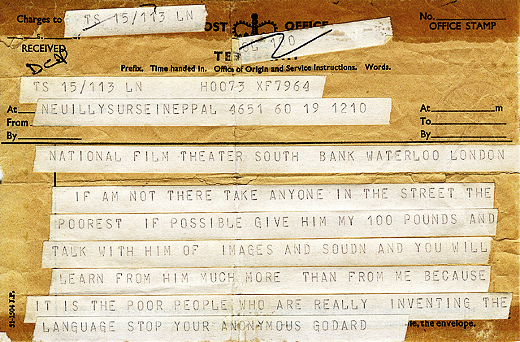 Charges to TS 15/113 LN POST OFFICE No.
OFFICE STAMP
RECEIVED
Prefix. Time handed in. Office of Origin and Service Instructions. Words.
TS 15/113 LN H0073 XF7964
At NEUILLYSURSEINEPPAL 4651 60 19 1210 At m
From To
By By
NATIONAL FILM THEATER SOUTH BANK WATERLOO LONDON
IF AM NOT THERE TAKE ANYONE IN THE STREET THE
POOREST IF POSSIBLE GIVE HIM MY 100 POUNDS AND
TALK WITH HIM OF IMAGES AND SOUDN AND YOU WILL
LEARN FROM HIM MUCH MORE THAN FROM ME BECAUSE
IT IS THE POOR PEOPLE WHO ARE REALLY INVENTING THE
LANGUAGE STOP YOUR ANONYMOUS GODARD the envelope.